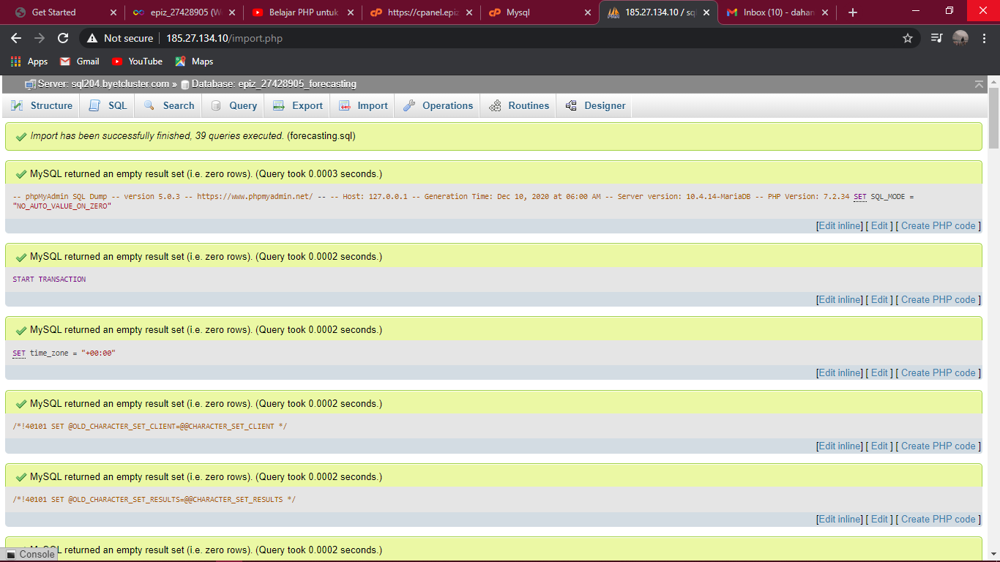 Get Started
epiz_27428905 (W
Belajar PHP untuk
https://cpanel.epiz
Mysql
185.27.134.10 / sq
Inbox (10) - dahan
Not secure
185.27.134.10/import.php
Apps
Gmail
YouTube
Maps
Server: sql204.byetcluster.com » Database: epiz_27428905_forecasting
Structure
SQL
Search
Query
Export
Import
Operations
Routines
Designer
Import has been successfully finished, 39 queries executed. (forecasting.sql)
MySQL returned an empty result set (i.e. zero rows). (Query took 0.0003 seconds.)
-- phpMyAdmin SQL Dump -- version 5.0.3 -- https://www.phpmyadmin.net/ -- -- Host: 127.0.0.1 -- Generation Time: Dec 10, 2020 at 06:00 AM -- Server version: 10.4.14-MariaDB -- PHP Version: 7.2.34 SET SQL_MODE =
"NO_AUTO_VALUE_ON_ZERO"
[Edit inline] [ Edit ] [ Create PHP code ]
MySQL returned an empty result set (i.e. zero rows). (Query took 0.0002 seconds.)
START TRANSACTION
[Edit inline] [ Edit ] [ Create PHP code ]
MySQL returned an empty result set (i.e. zero rows). (Query took 0.0002 seconds.)
SET time_zone = "+00:00"
[Edit inline] [ Edit ] [ Create PHP code ]
MySQL returned an empty result set (i.e. zero rows). (Query took 0.0002 seconds.)
/*!40101 SET @OLD_CHARACTER_SET_CLIENT=@@CHARACTER_SET_CLIENT */
[Edit inline] [ Edit ] [ Create PHP code ]
MySQL returned an empty result set (i.e. zero rows). (Query took 0.0002 seconds.)
/*!40101 SET @OLD_CHARACTER_SET_RESULTS=@@CHARACTER_SET_RESULTS */
[Edit inline] [ Edit ] [ Create PHP code ]
MySQL returned an empty result set (i.e. zero rows). (Query took 0.0002 seconds.)
Console